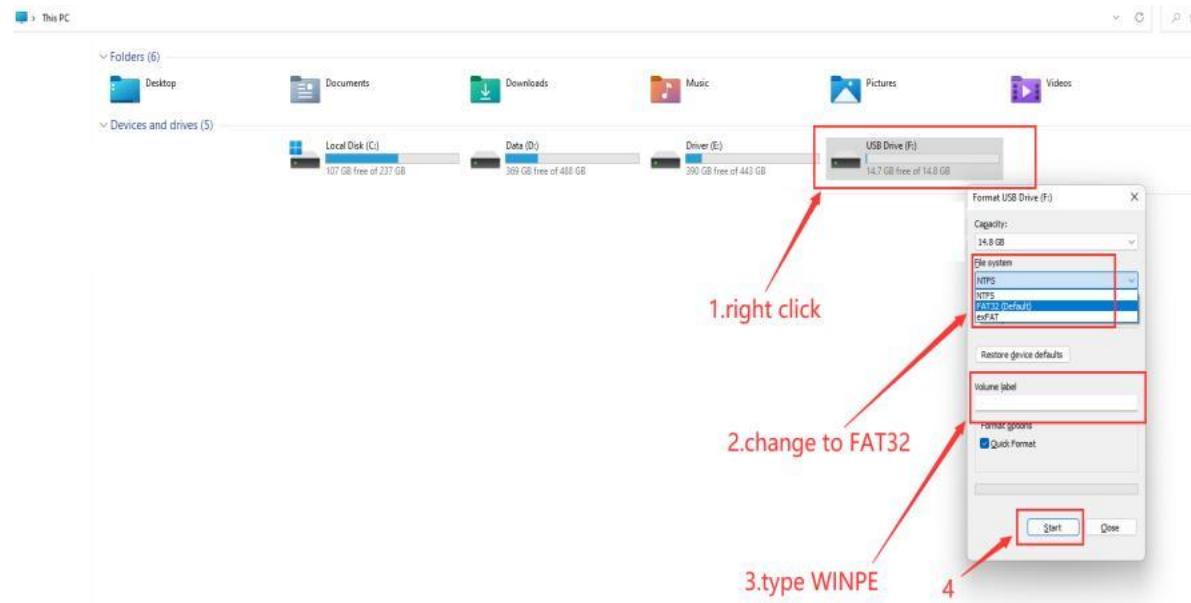 This PC
Folders (6)
Desktop
Documents
Downloads
Music
Pictures
Videos
Devices and drives (5)
Local Disk (C:)
107 GB free of 237 GB
Data (D:)
369 GB free of 488 GB
Driver (E:)
390 GB free of 443 GB
USB Drive (F:)
14.7 GB free of 14.8 GB
1.right click
Format USB Drive (F:)
Capacity:
14.8 GB
File system
NTFS
NTFS
FAT32 (Default)
exFAT
2.change to FAT32
Restore device defaults
Volume label
3.type WINPE
Format options
Quick Format
4
Start
Close